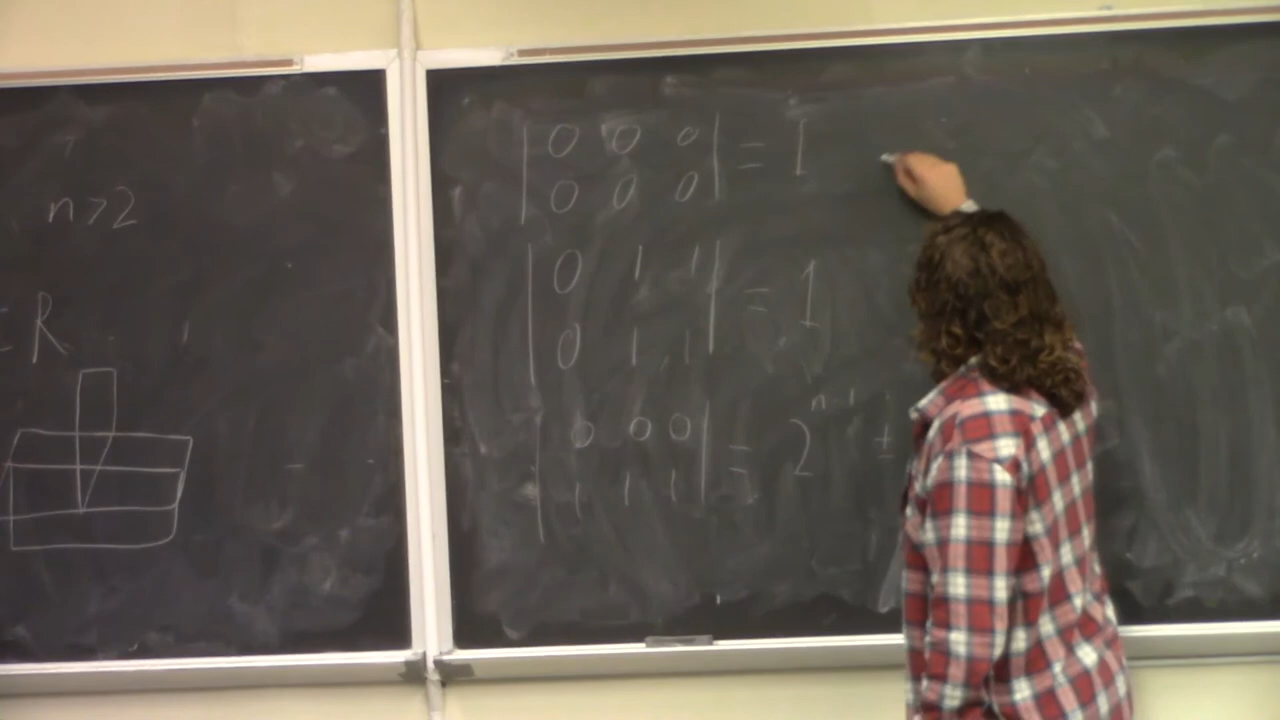 n>2
= R
| 0 0 0 | = 1
| 0 0 0 |
| 0 1 1 | = 1
| 0 1 1 |
| 0 0 0 | = 2^{n-1} +
| 1 1 1 |